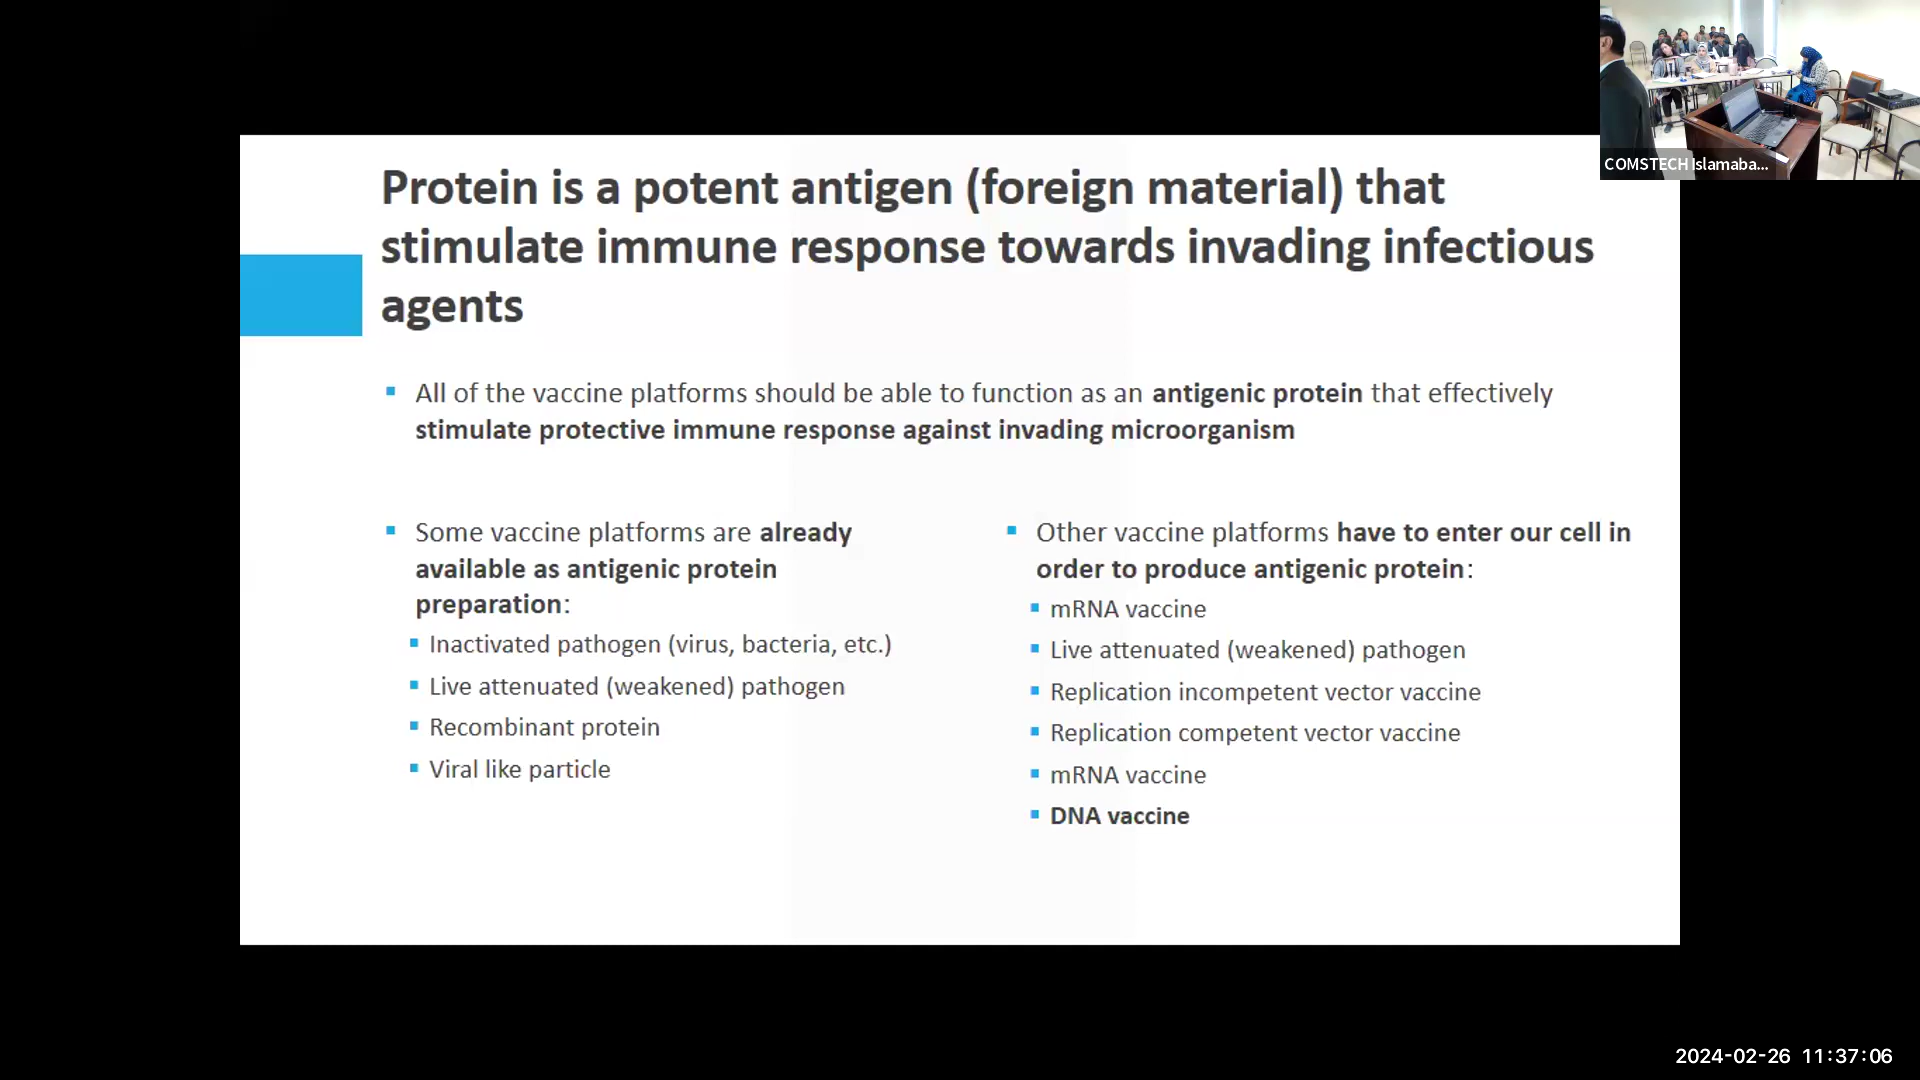 COMSTECH Islamaba...
Protein is a potent antigen (foreign material) that
stimulate immune response towards invading infectious
agents
All of the vaccine platforms should be able to function as an antigenic protein that effectively
stimulate protective immune response against invading microorganism
Some vaccine platforms are already
available as antigenic protein
preparation:
Inactivated pathogen (virus, bacteria, etc.)
Live attenuated (weakened) pathogen
Recombinant protein
Viral like particle
Other vaccine platforms have to enter our cell in
order to produce antigenic protein:
mRNA vaccine
Live attenuated (weakened) pathogen
Replication incompetent vector vaccine
Replication competent vector vaccine
mRNA vaccine
DNA vaccine
2024-02-26 11:37:06